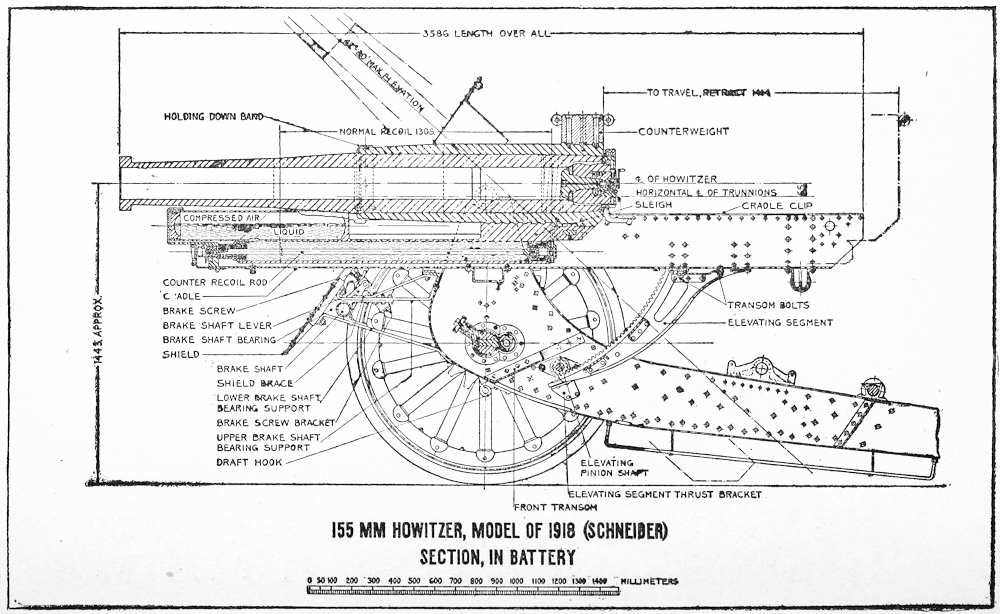 3586 LENGTH OVER ALL
MAX. ELEVATION
TO TRAVEL, RETRACT
HOLDING DOWN BAND
NORMAL RECOIL 1305
COUNTERWEIGHT
℄ OF HOWITZER
HORIZONTAL ℄ OF TRUNNIONS
SLEIGH
CRADLE CLIP
COMPRESSED AIR
LIQUID
1443 APPROX.
COUNTER RECOIL ROD
C ADLE
BRAKE SCREW
BRAKE SHAFT LEVER
BRAKE SHAFT BEARING
SHIELD
TRANSOM BOLTS
ELEVATING SEGMENT
BRAKE SHAFT
SHIELD BRACE
LOWER BRAKE SHAFT,
BEARING SUPPORT
BRAKE SCREW BRACKET
UPPER BRAKE SHAFT,
BEARING SUPPORT
DRAFT HOOK
ELEVATING
PINION SHAFT
ELEVATING SEGMENT THRUST BRACKET
FRONT TRANSOM
155 MM HOWITZER, MODEL OF 1918 (SCHNEIDER)
SECTION, IN BATTERY
0 50 100 200 300 400 500 600 700 800 900 1000 1100 1200 1300 1400 MILLIMETERS